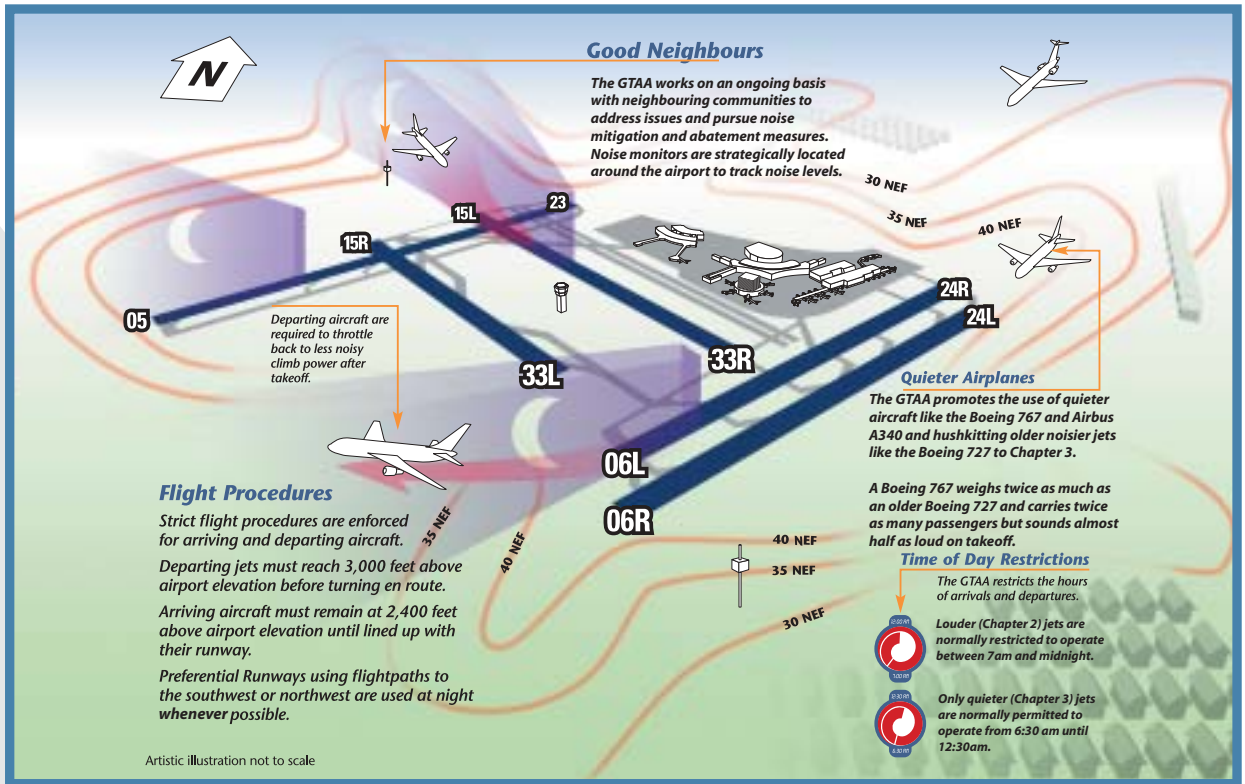 N
Good Neighbours
The GTAA works on an ongoing basis
with neighbouring communities to
address issues and pursue noise
mitigation and abatement measures.
Noise monitors are strategically located
around the airport to track noise levels.
30 NEF
35 NEF
40 NEF
23
15L
15R
05
24R
24L
33R
33L
06L
06R
Departing aircraft are
required to throttle
back to less noisy
climb power after
takeoff.
Quieter Airplanes
The GTAA promotes the use of quieter
aircraft like the Boeing 767 and Airbus
A340 and hushkitting older noisier jets
like the Boeing 727 to Chapter 3.
A Boeing 767 weighs twice as much as
an older Boeing 727 and carries twice
as many passengers but sounds almost
half as loud on takeoff.
Flight Procedures
Strict flight procedures are enforced
for arriving and departing aircraft.
Departing jets must reach 3,000 feet above
airport elevation before turning en route.
Arriving aircraft must remain at 2,400 feet
above airport elevation until lined up with
their runway.
Preferential Runways using flightpaths to
the southwest or northwest are used at night
whenever possible.
35 NEF
40 NEF
40 NEF
35 NEF
30 NEF
Time of Day Restrictions
The GTAA restricts the hours
of arrivals and departures.
12:00 AM
Louder (Chapter 2) jets are
normally restricted to operate
between 7am and midnight.
7:00 AM
12:30 AM
Only quieter (Chapter 3) jets
are normally permitted to
operate from 6:30 am until
12:30am.
6:30 AM
Artistic illustration not to scale